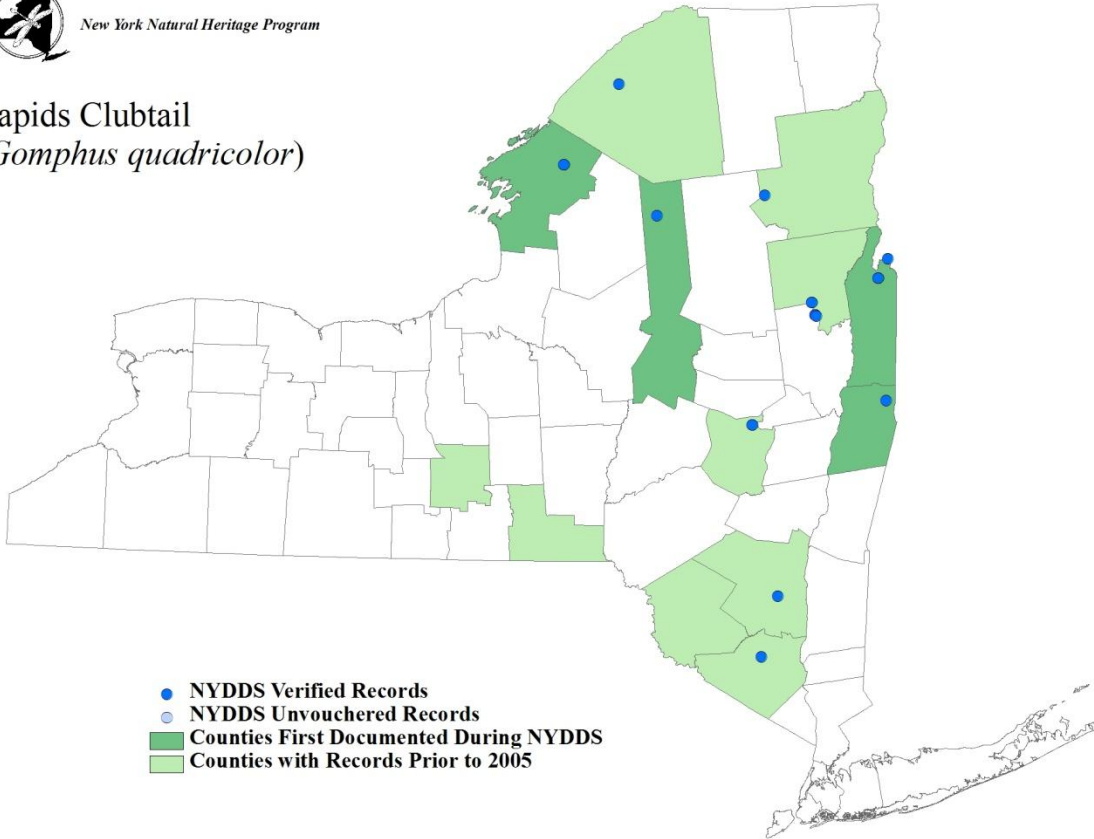 New York Natural Heritage Program
apids Clubtail
Gomphus quadricolor)
NYDDS Verified Records
NYDDS Unvouchered Records
Counties First Documented During NYDDS
Counties with Records Prior to 2005